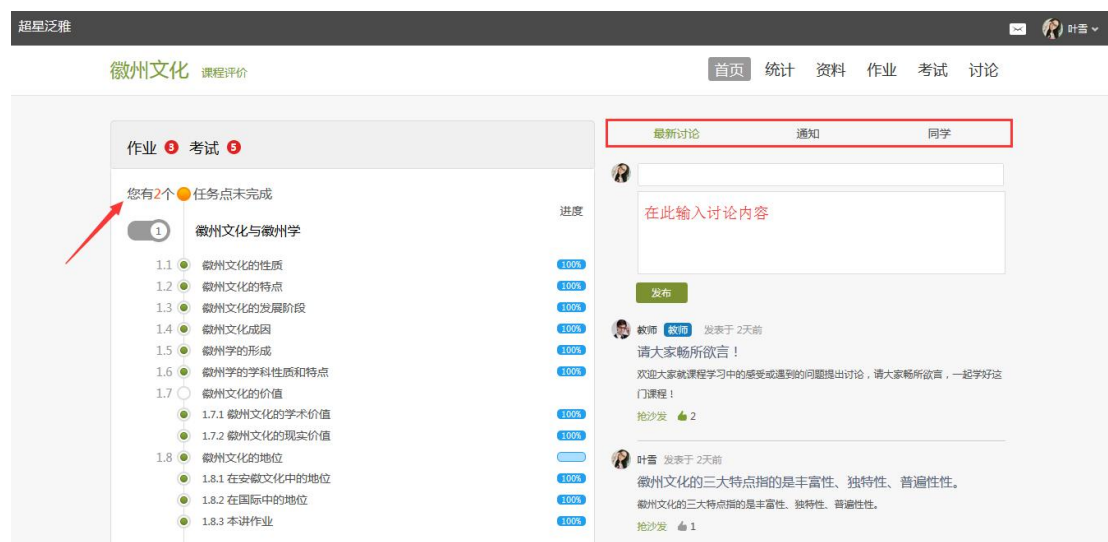 超星泛雅
叶雪
徽州文化 课程评价
首页 统计 资料 作业 考试 讨论
作业 3 考试 5
您有2个 任务点未完成
进度
1 徽州文化与徽州学
1.1 徽州文化的性质 100%
1.2 徽州文化的特点 100%
1.3 徽州文化的发展阶段 100%
1.4 徽州文化成因 100%
1.5 徽州学的形成 100%
1.6 徽州学的学科性质和特点 100%
1.7 徽州文化的价值
1.7.1 徽州文化的学术价值 100%
1.7.2 徽州文化的现实价值 100%
1.8 徽州文化的地位
1.8.1 在安徽文化中的地位 100%
1.8.2 在国际中的地位 100%
1.8.3 本讲作业 100%
最新讨论 通知 同学
在此输入讨论内容
发布
教师 教师 发表于 2天前
请大家畅所欲言！
欢迎大家就课程学习中的感受或遇到的问题提出讨论，请大家畅所欲言，一起学好这
门课程！
抢沙发 2
叶雪 发表于 2天前
徽州文化的三大特点指的是丰富性、独特性、普遍性性。
徽州文化的三大特点指的是丰富性、独特性、普遍性性。
抢沙发 1